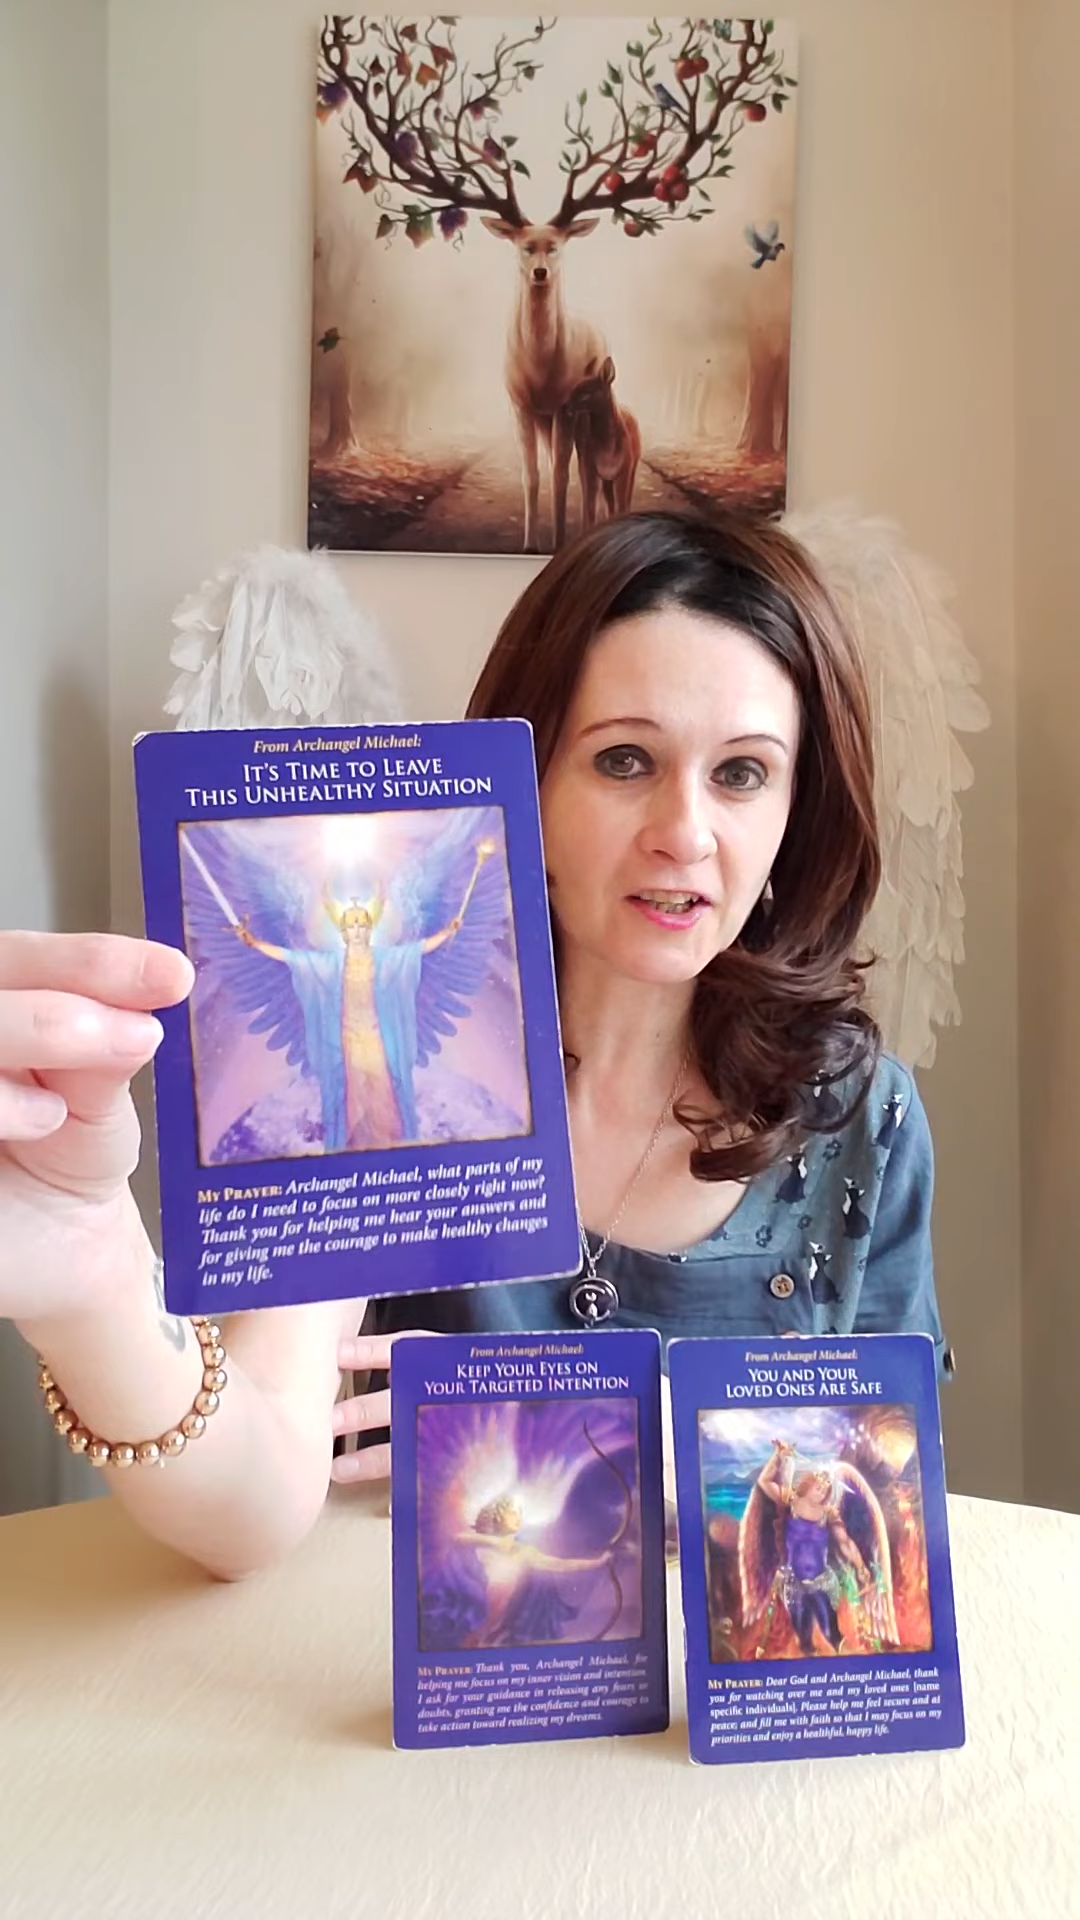 From Archangel Michael:
IT'S TIME TO LEAVE
THIS UNHEALTHY SITUATION
MY PRAYER: Archangel Michael, what parts of my
life do I need to focus on more closely right now?
Thank you for helping me hear your answers and
for giving me the courage to make healthy changes
in my life.
From Archangel Michael:
KEEP YOUR EYES ON
YOUR TARGETED INTENTION
MY PRAYER: Thank you, Archangel Michael, for
helping me focus on my inner vision and intention.
I ask for your guidance in releasing any fears or
doubts, granting me the confidence and courage to
take action toward realizing my dreams.
From Archangel Michael:
YOU AND YOUR
LOVED ONES ARE SAFE
MY PRAYER: Dear God and Archangel Michael, thank
you for watching over me and my loved ones [name
specific individuals]. Please help me feel secure and at
peace; and fill me with faith so that I may focus on my
priorities and enjoy a healthful, happy life.